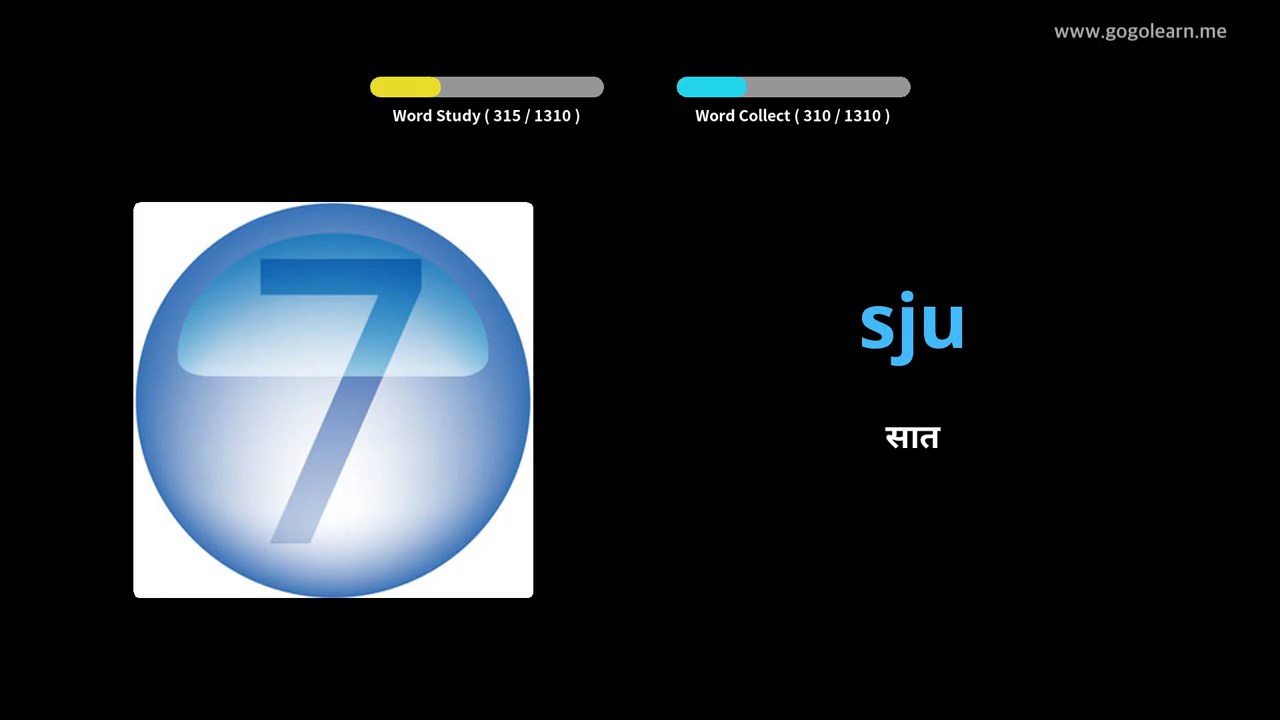 www.gogolearn.me
Word Study ( 315 / 1310 )
Word Collect ( 310 / 1310 )
7
sju
सात